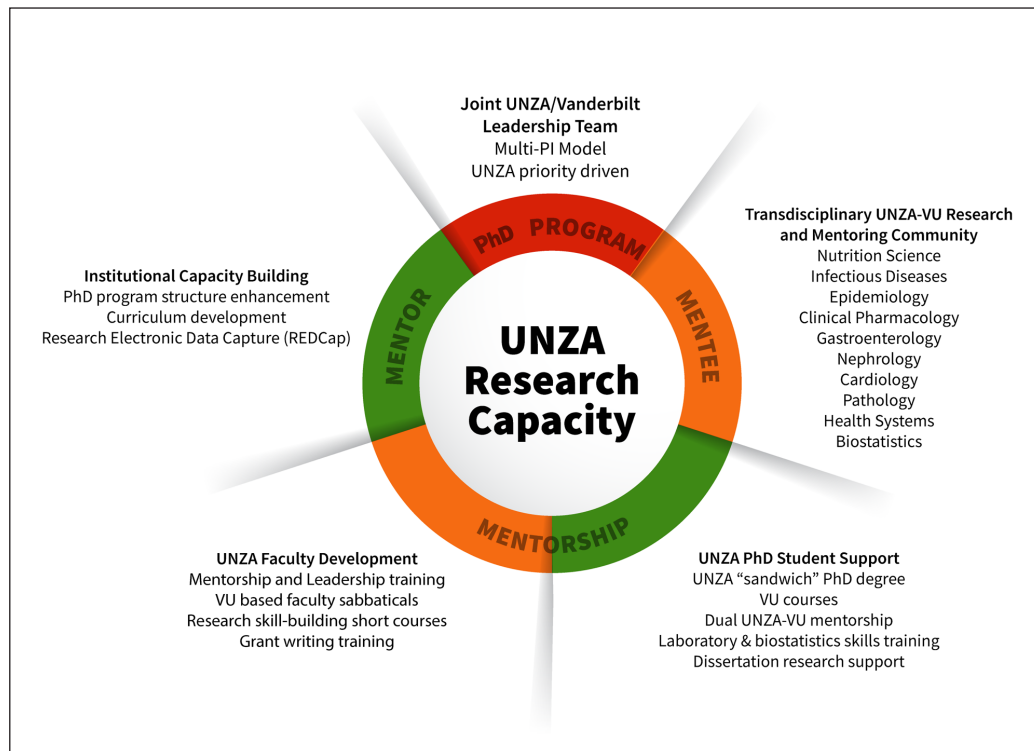 Joint UNZA/Vanderbilt
Leadership Team
Multi-PI Model
UNZA priority driven
PhD PROGRAM
Transdisciplinary UNZA-VU Research
and Mentoring Community
Nutrition Science
Infectious Diseases
Epidemiology
Clinical Pharmacology
Gastroenterology
Nephrology
Cardiology
Pathology
Health Systems
Biostatistics
MENTEE
Institutional Capacity Building
PhD program structure enhancement
Curriculum development
Research Electronic Data Capture (REDCap)
MENTOR
UNZA
Research
Capacity
MENTORSHIP
UNZA Faculty Development
Mentorship and Leadership training
VU based faculty sabbaticals
Research skill-building short courses
Grant writing training
UNZA PhD Student Support
UNZA “sandwich” PhD degree
VU courses
Dual UNZA-VU mentorship
Laboratory & biostatistics skills training
Dissertation research support